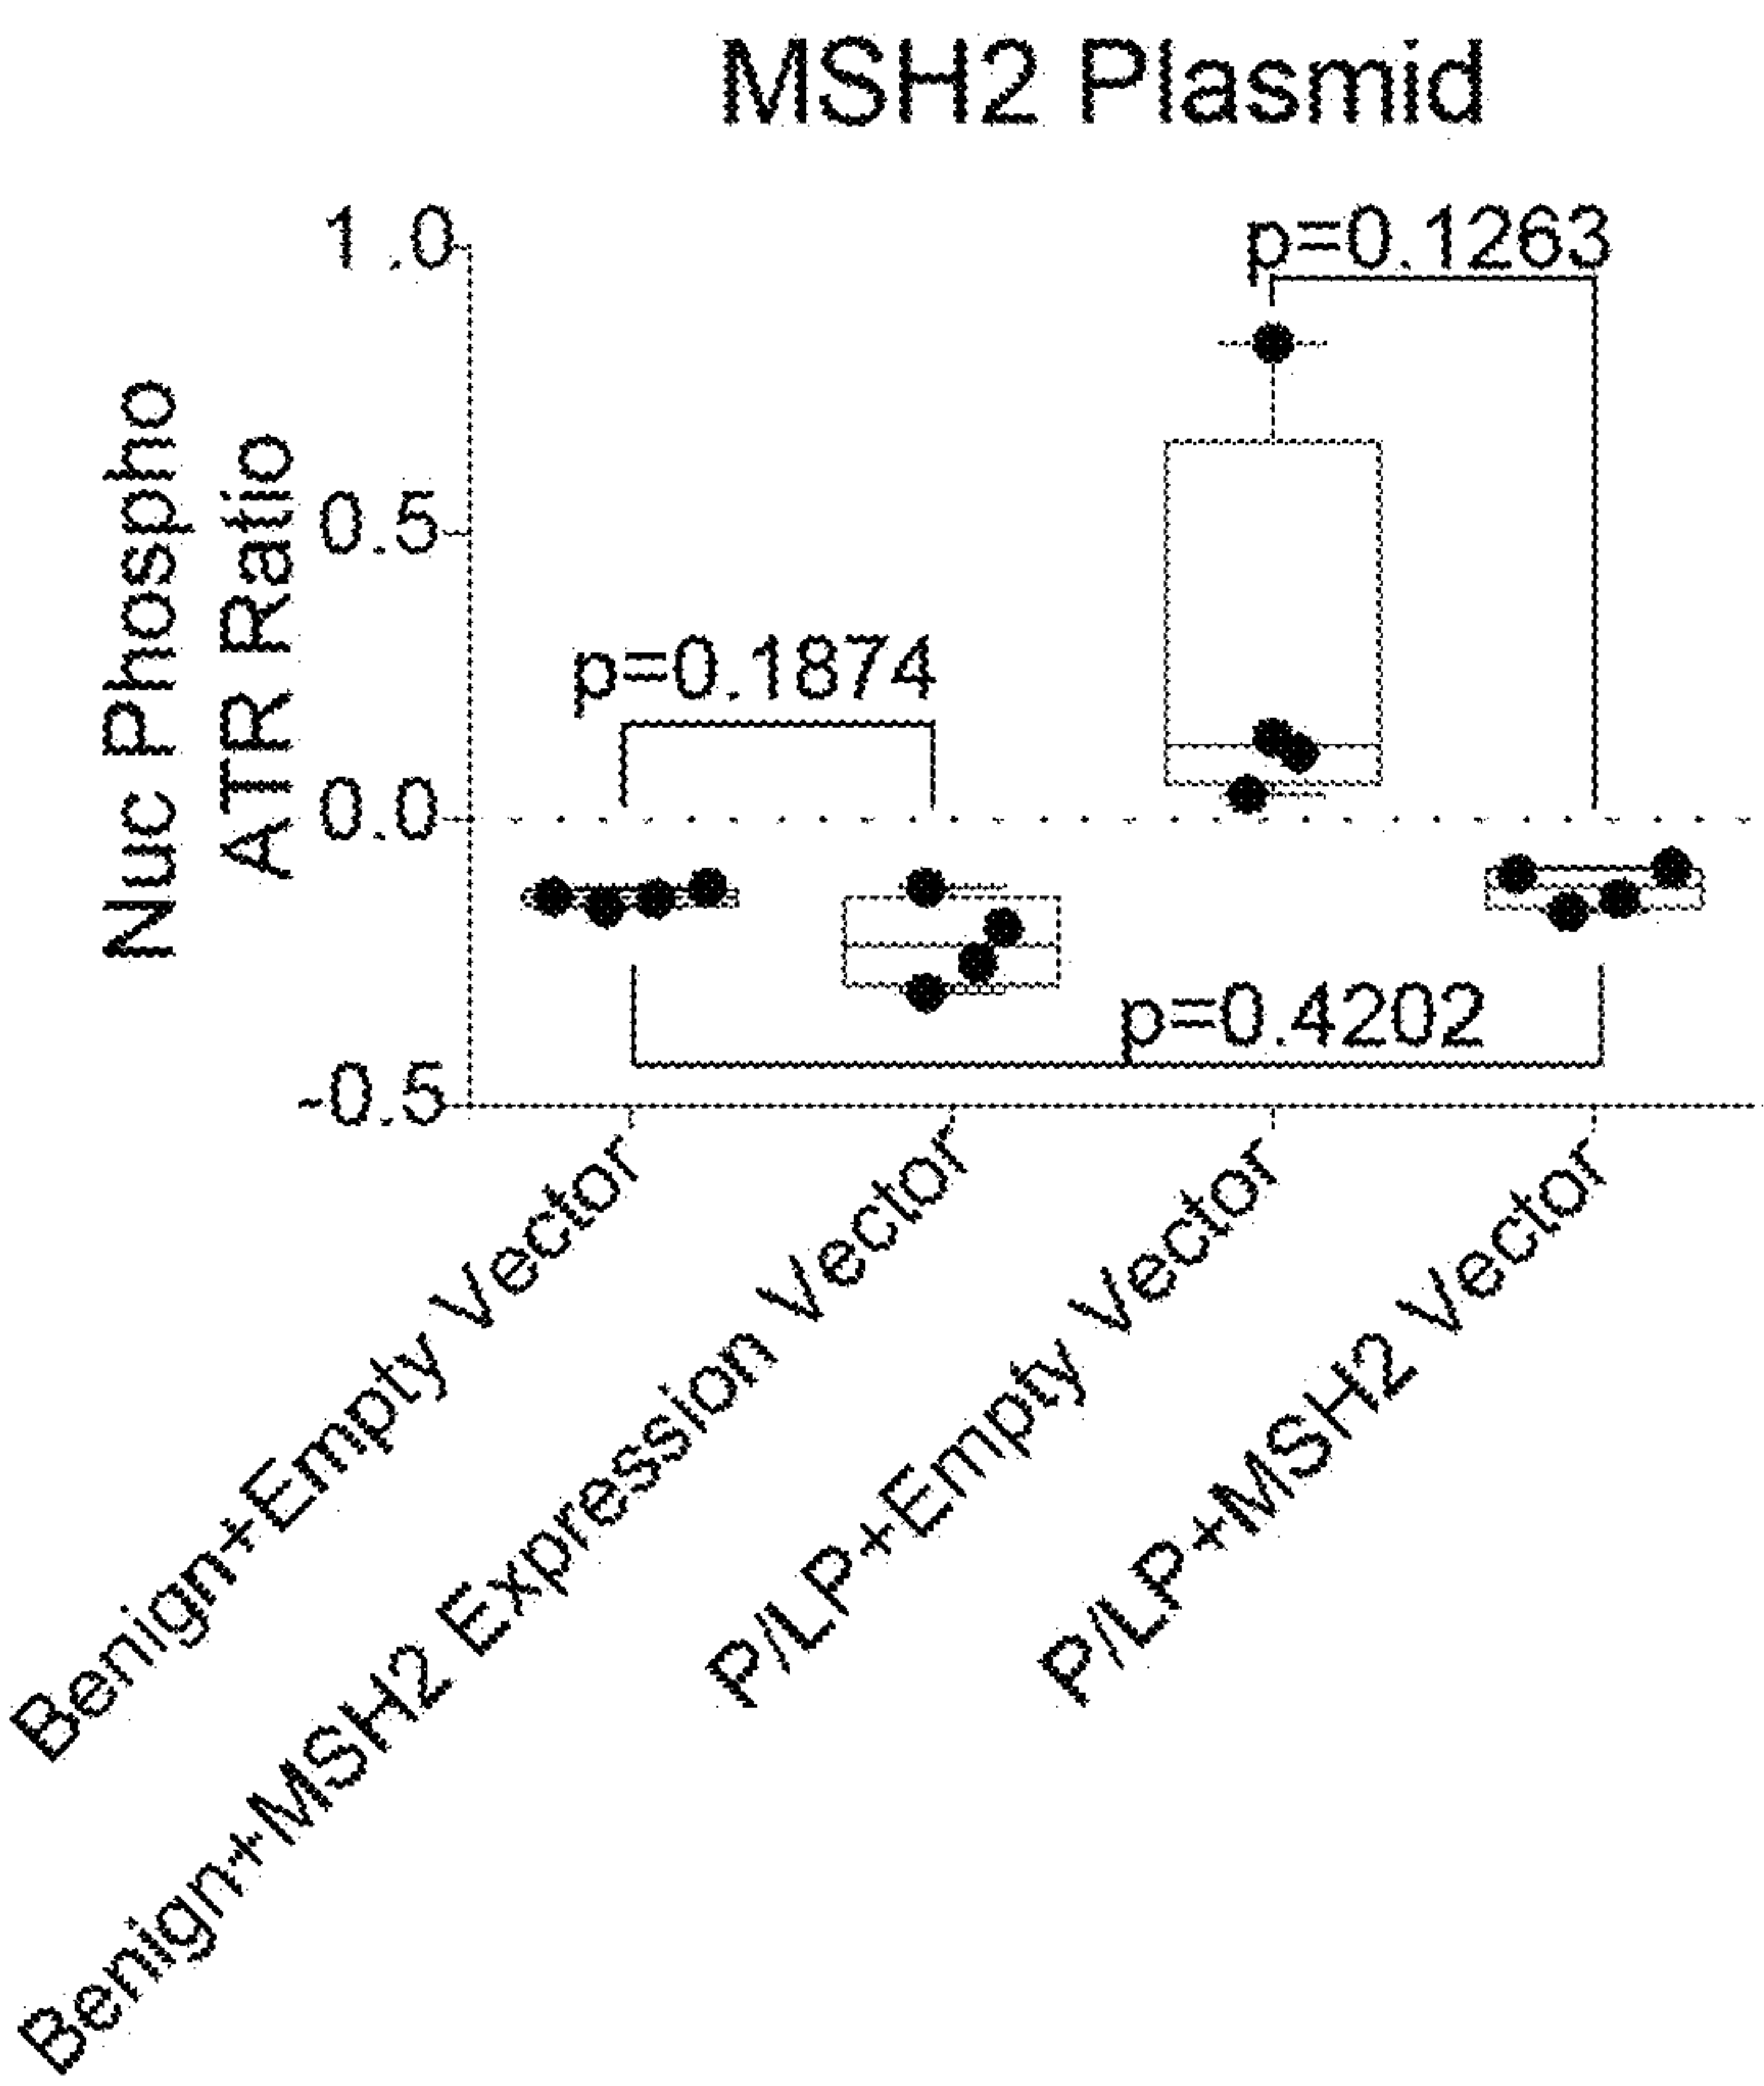 MSH2 Plasmid
Nuc Phospho
ATR Ratio
1.0
0.5
0.0
-0.5
p=0.1263
p=0.1874
p=0.4202
Benign+Empty Vector
Benign+MSH2 Expression Vector
P/LP+Empty Vector
P/LP+MSH2 Vector